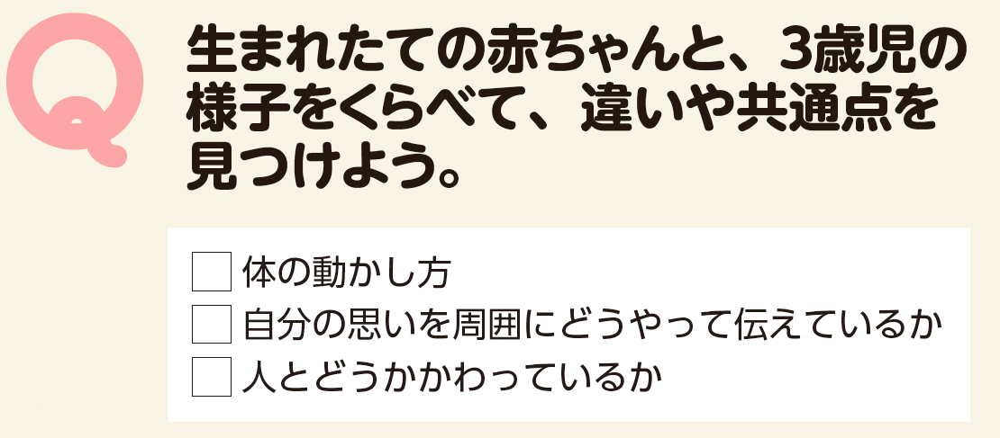 Q
生まれたての赤ちゃんと、3歳児の
様子をくらべて、違いや共通点を
見つけよう。
体の動かし方
自分の思いを周囲にどうやって伝えているか
人とどうかかわっているか